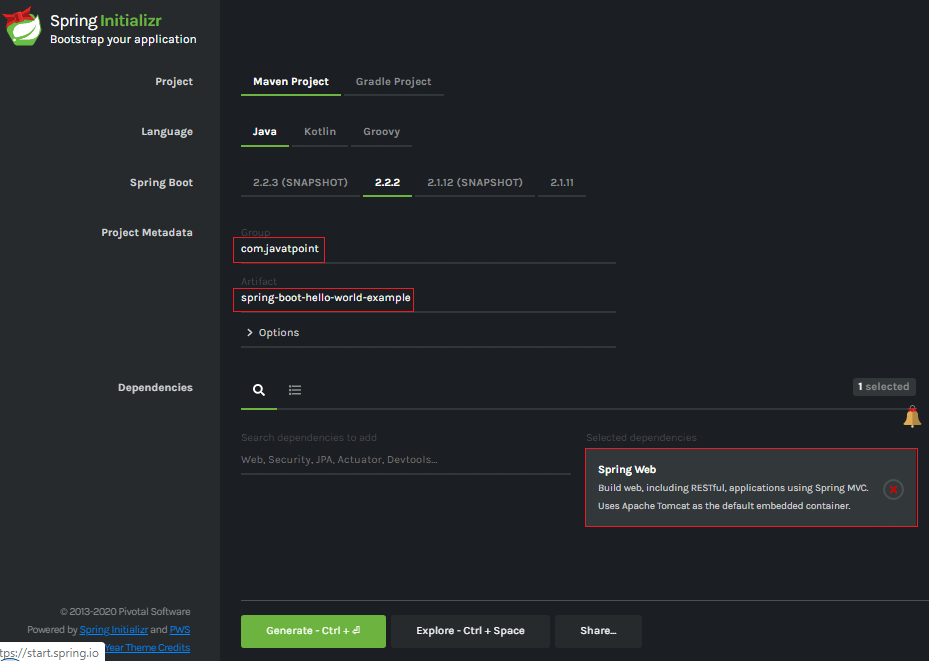 Spring Initializr
Bootstrap your application
Project
Maven Project Gradle Project
Language
Java Kotlin Groovy
Spring Boot
2.2.3 (SNAPSHOT) 2.2.2 2.1.12 (SNAPSHOT) 2.1.11
Project Metadata
Group
com.javatpoint
Artifact
spring-boot-hello-world-example
Options
Dependencies
1 selected
Search dependencies to add
Web, Security, JPA, Actuator, Devtools...
Selected dependencies
Spring Web
Build web, including RESTful, applications using Spring MVC.
Uses Apache Tomcat as the default embedded container.
© 2013-2020 Pivotal Software
Powered by Spring Initializr and PWS
Year Theme Credits
tps://start.spring.io
Generate - Ctrl + ⏎ Explore - Ctrl + Space Share...